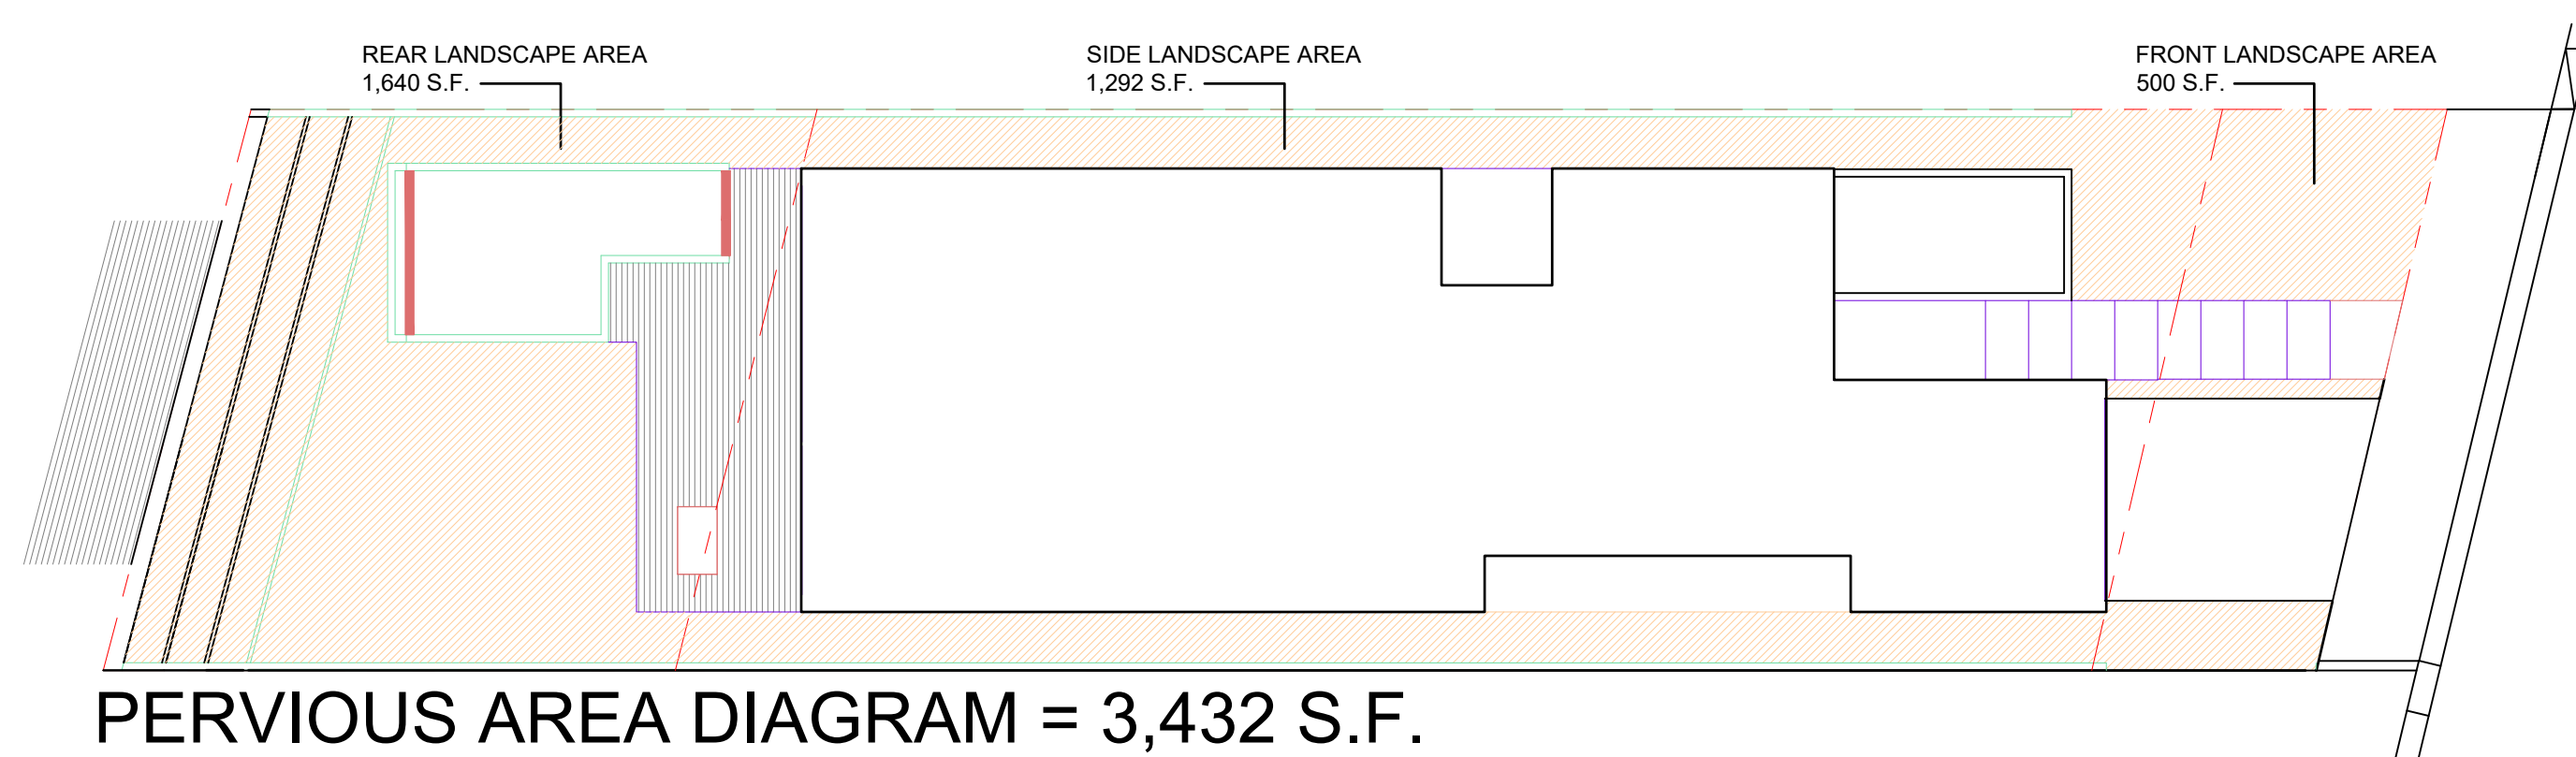 REAR LANDSCAPE AREA
1,640 S.F.
SIDE LANDSCAPE AREA
1,292 S.F.
FRONT LANDSCAPE AREA
500 S.F.
PERVIOUS AREA DIAGRAM = 3,432 S.F.